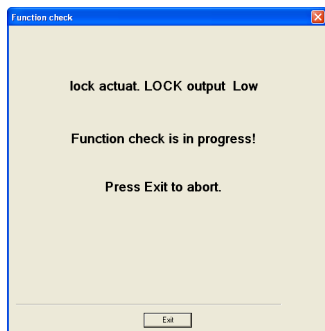 Function check
lock actuat. LOCK output Low
Function check is in progress!
Press Exit to abort.
Exit